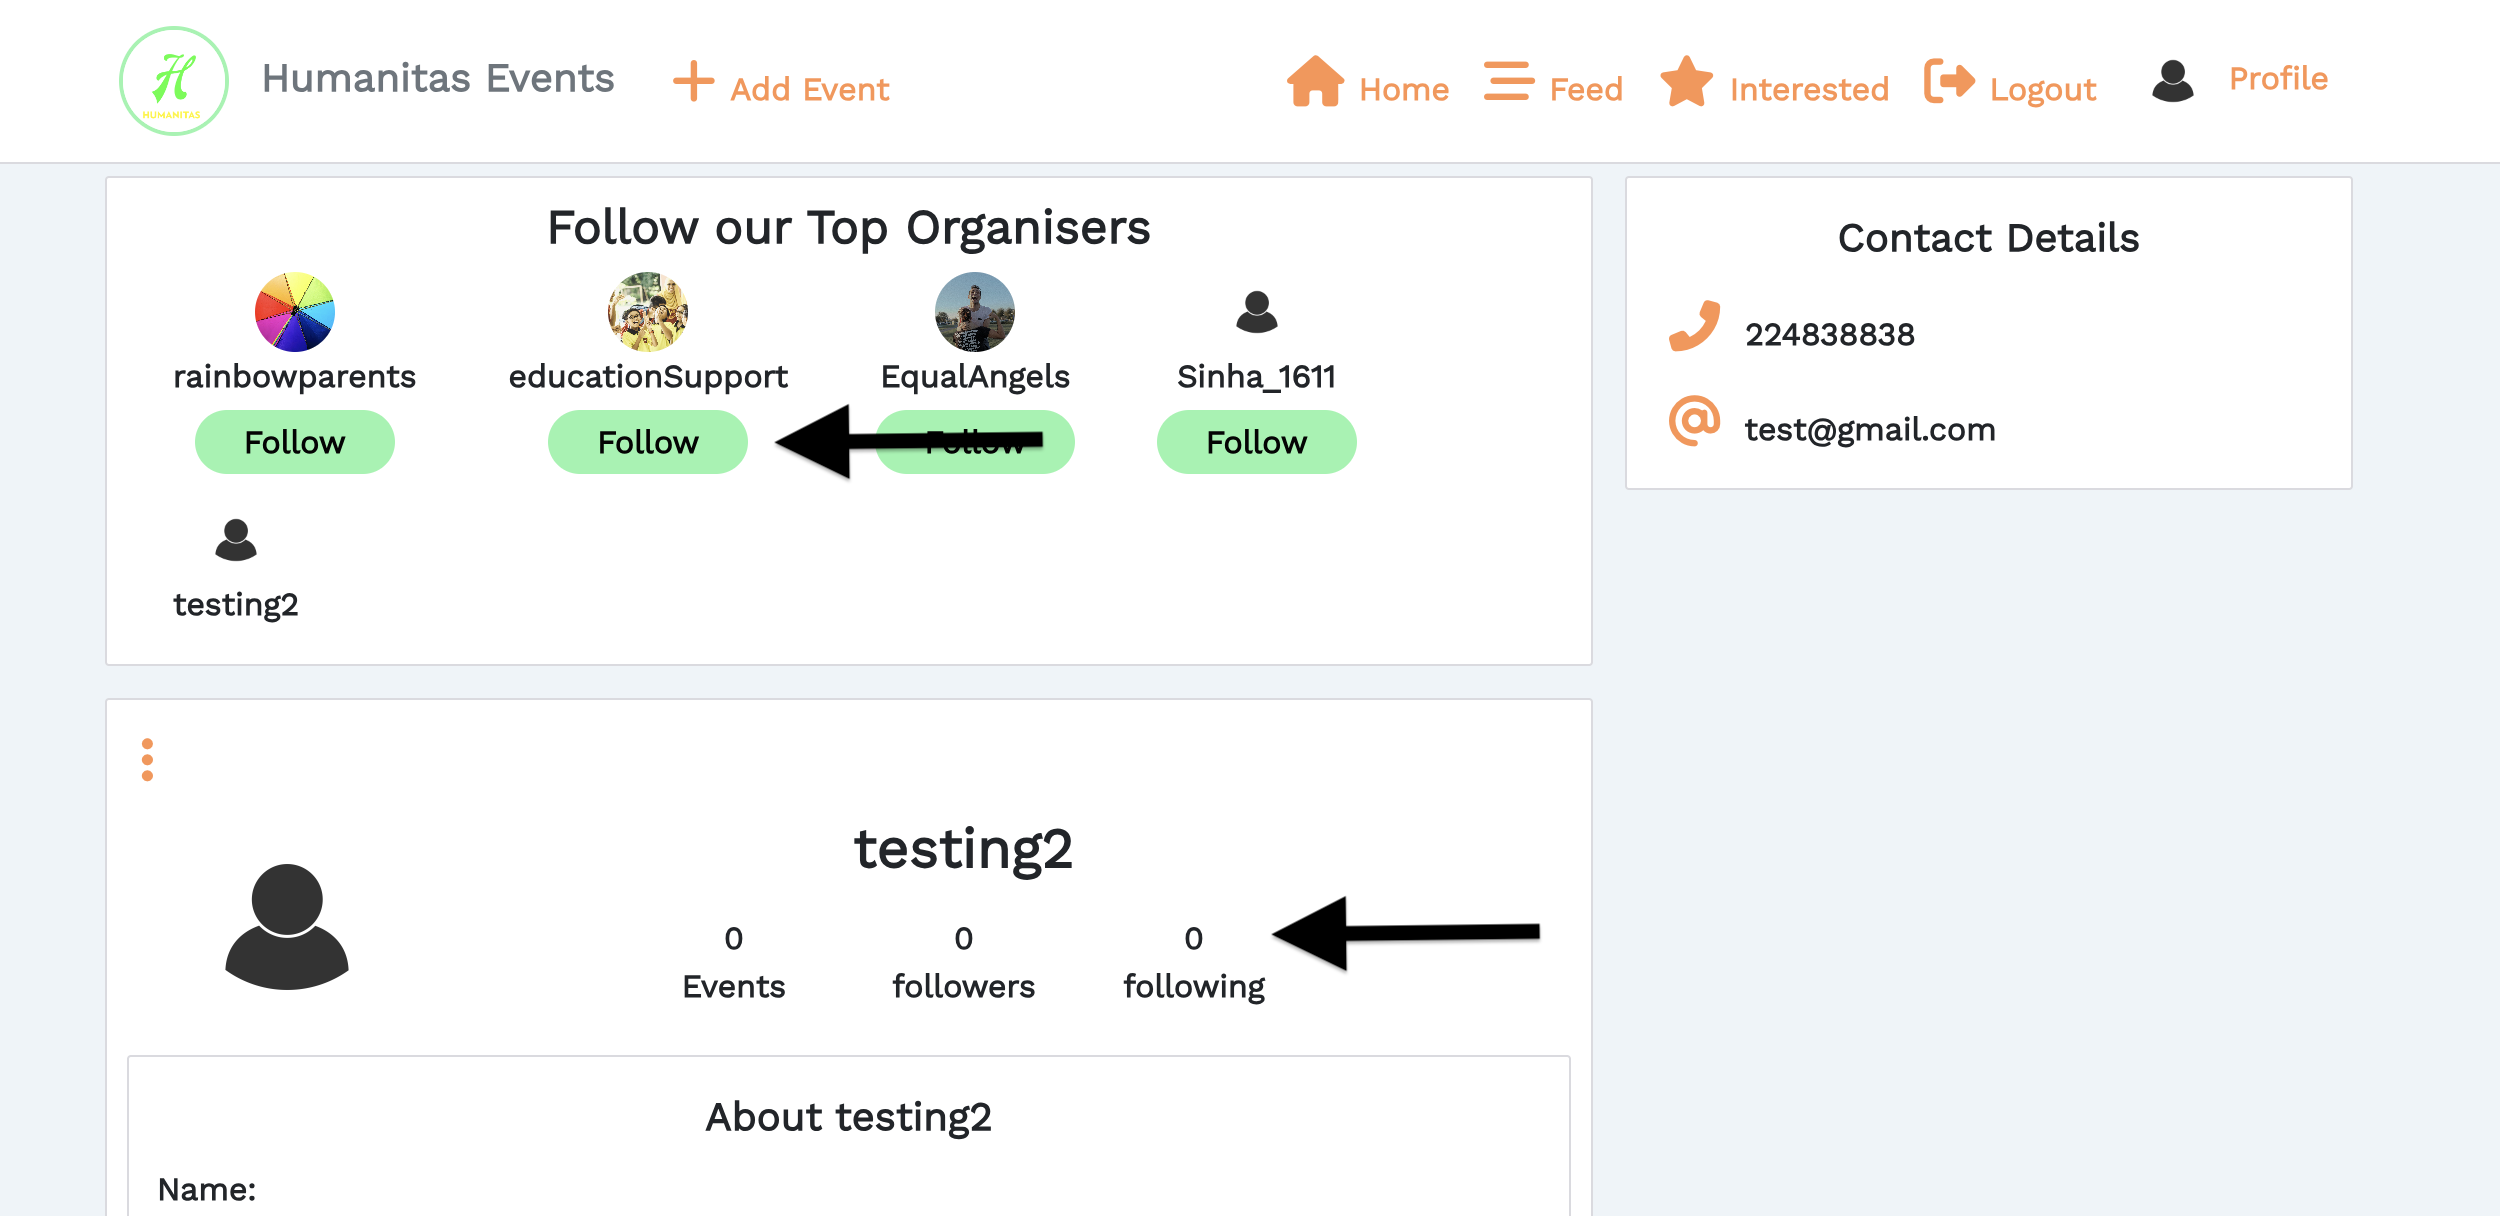 HUMANITAS
Humanitas Events
Add Event
Home
Feed
Interested
Logout
Profile
Follow our Top Organisers
rainbowparents
educationSupport
EqualAngels
Sinha_1611
Follow
Follow
Follow
Follow
testing2
Contact Details
224838838
test@gmail.com
testing2
0
0
0
Events
followers
following
About testing2
Name: